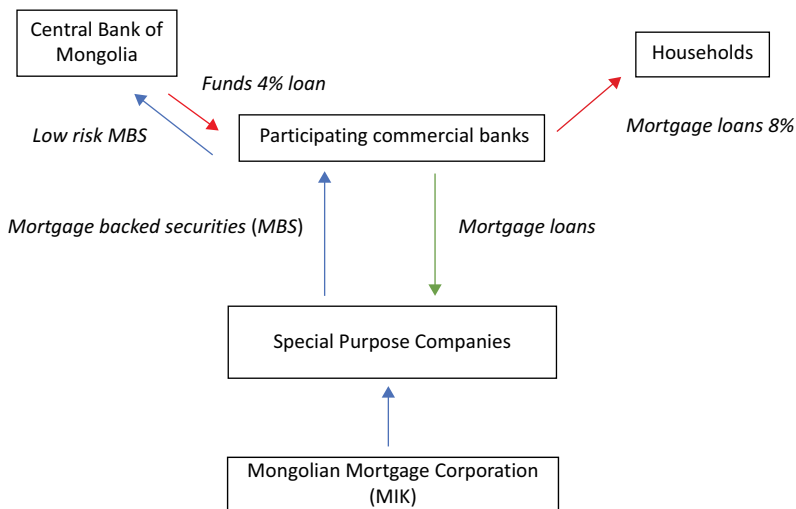 Central Bank of
Mongolia
Households
Funds 4% loan
Low risk MBS
Participating commercial banks
Mortgage loans 8%
Mortgage backed securities (MBS)
Mortgage loans
Special Purpose Companies
Mongolian Mortgage Corporation
(MIK)